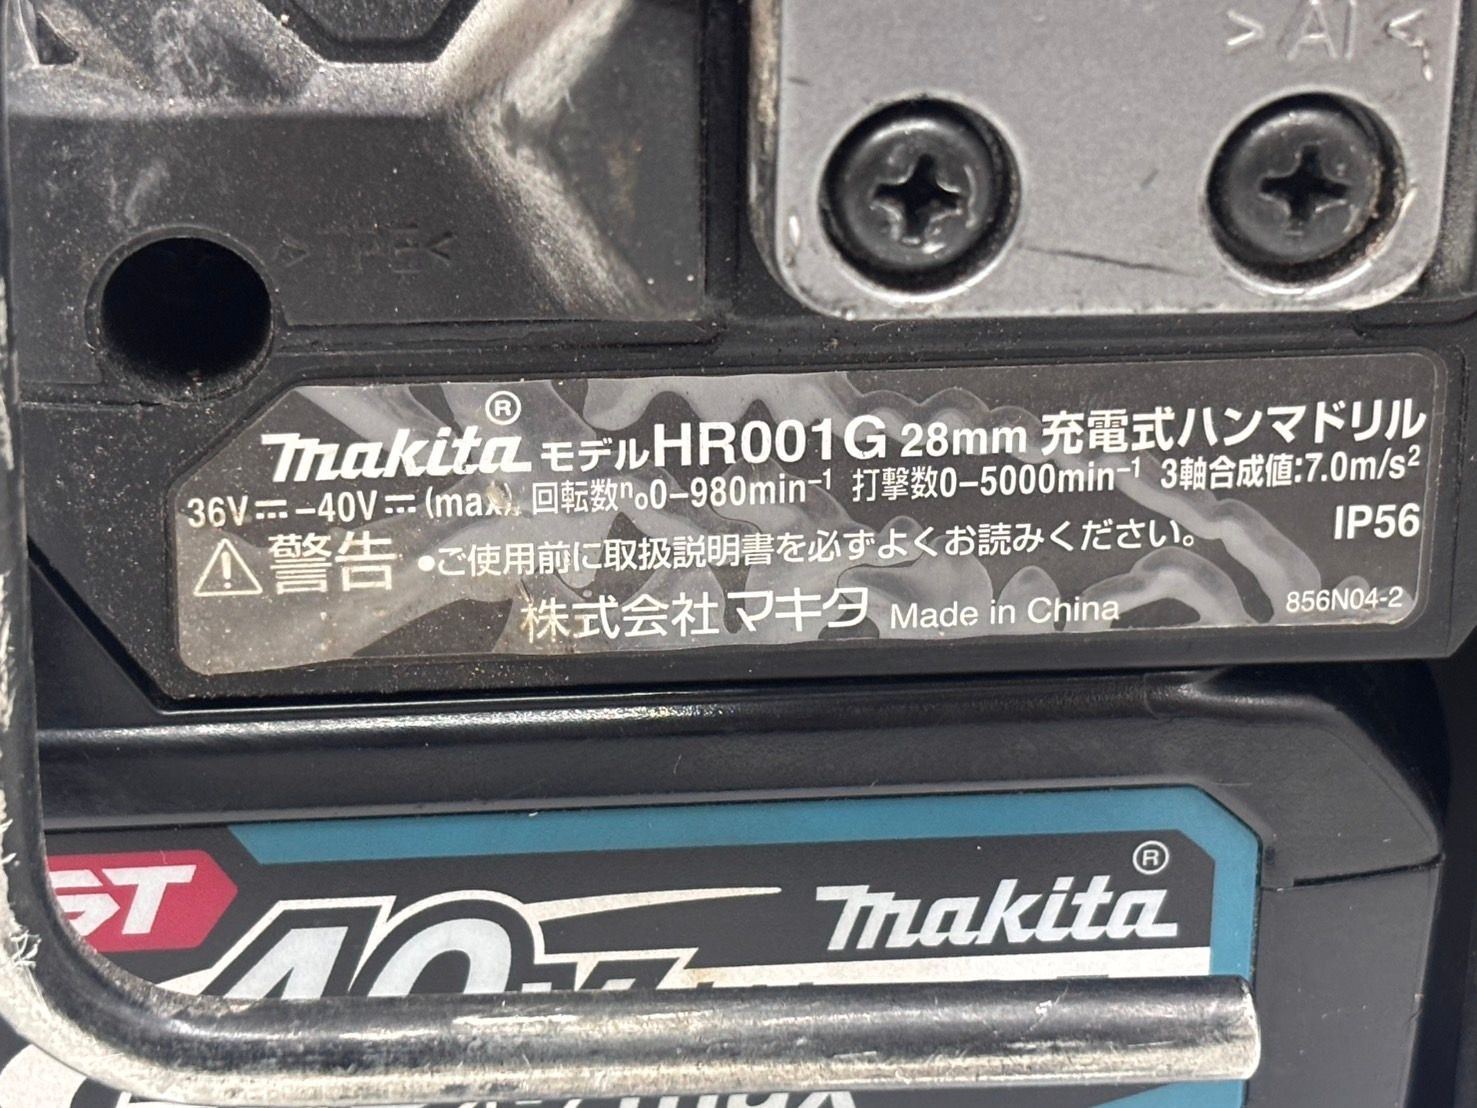 >AI<
makita® モデルHR001G 28mm 充電式ハンマドリル
36V⎓-40V⎓(max) 回転数n₀0-980min⁻¹ 打撃数0-5000min⁻¹ 3軸合成値:7.0m/s²
⚠警告 •ご使用前に取扱説明書を必ずよくお読みください。 IP56
株式会社マキタ Made in China 856N04-2
makita®
40V
max